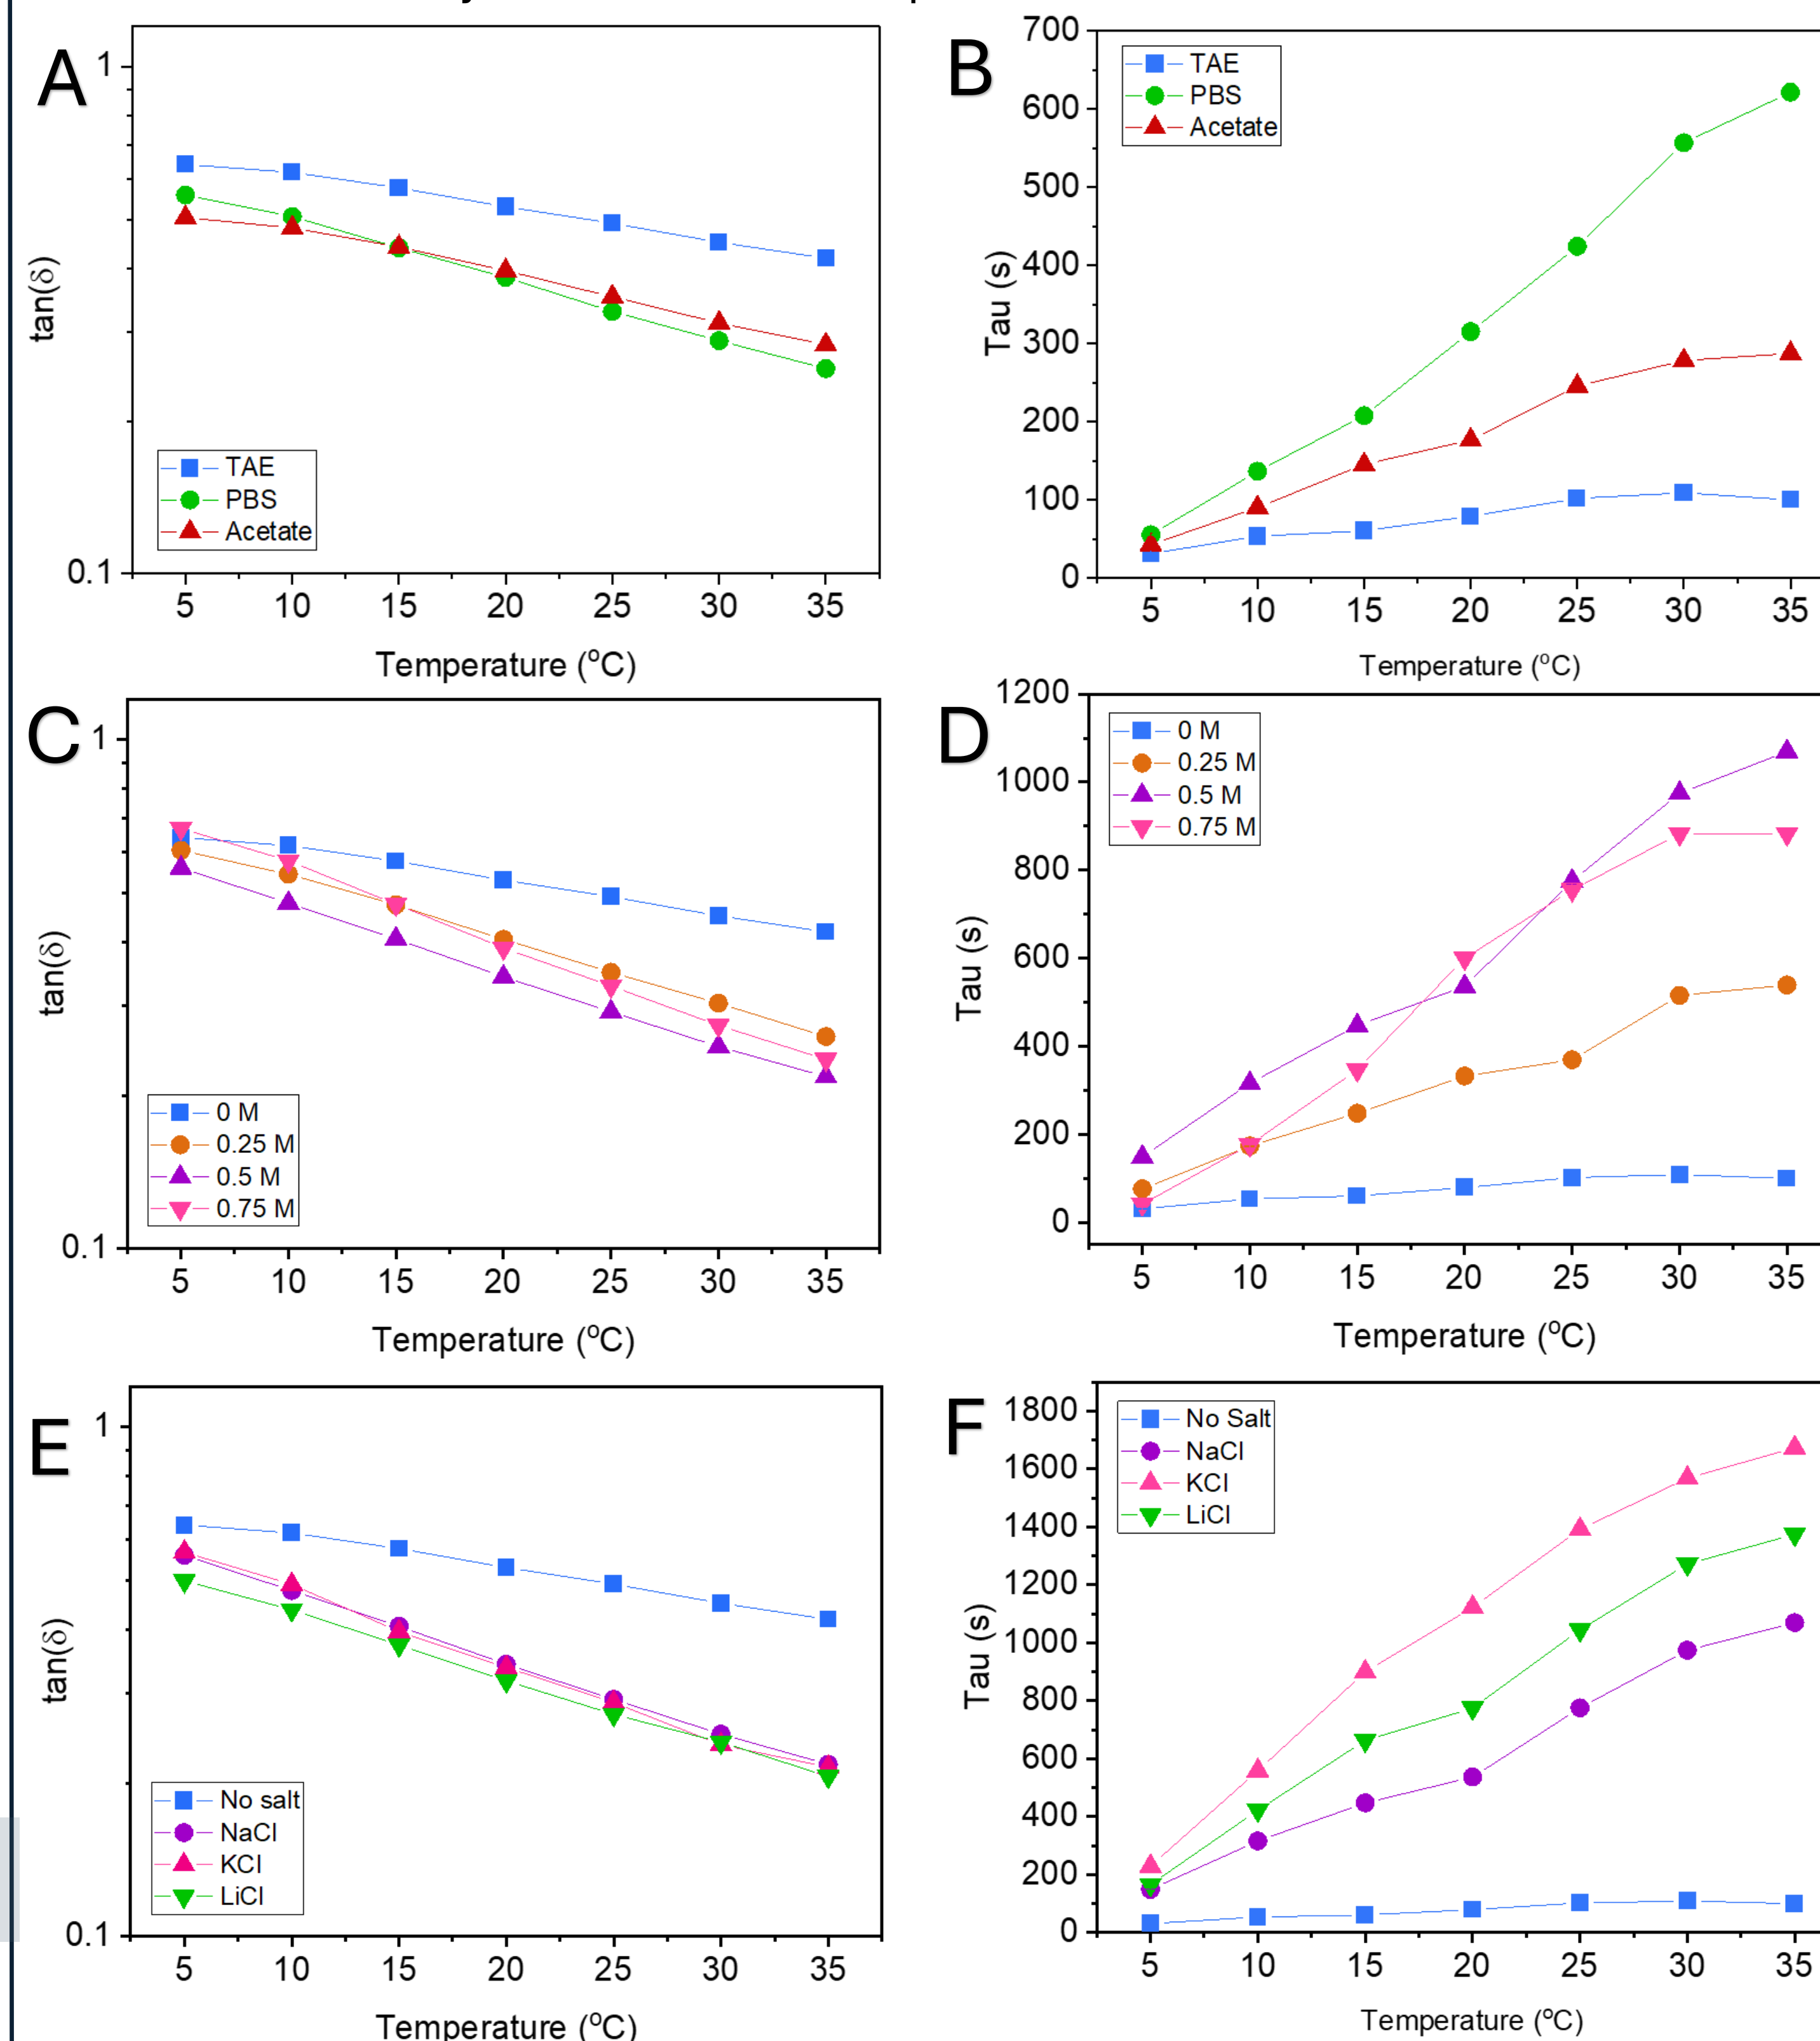 A
B
tan(δ)
1
0.1
5 10 15 20 25 30 35
Temperature (°C)
TAE
PBS
Acetate
Tau (s)
700
600
500
400
300
200
100
0
5 10 15 20 25 30 35
Temperature (°C)
TAE
PBS
Acetate
C
D
tan(δ)
1
0.1
5 10 15 20 25 30 35
Temperature (°C)
0 M
0.25 M
0.5 M
0.75 M
Tau (s)
1200
1000
800
600
400
200
0
5 10 15 20 25 30 35
Temperature (°C)
0 M
0.25 M
0.5 M
0.75 M
E
F
tan(δ)
1
0.1
5 10 15 20 25 30 35
Temperature (°C)
No salt
NaCl
KCl
LiCl
Tau (s)
1800
1600
1400
1200
1000
800
600
400
200
0
5 10 15 20 25 30 35
Temperature (°C)
No Salt
NaCl
KCl
LiCl